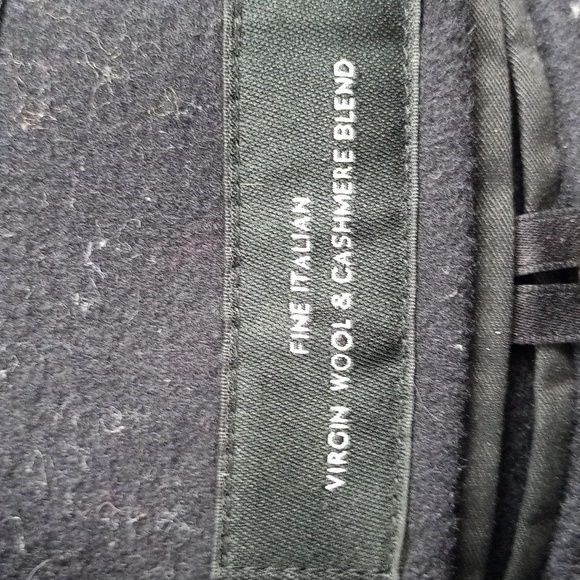 FINE ITALIAN
VIRGIN WOOL & CASHMERE BLEND